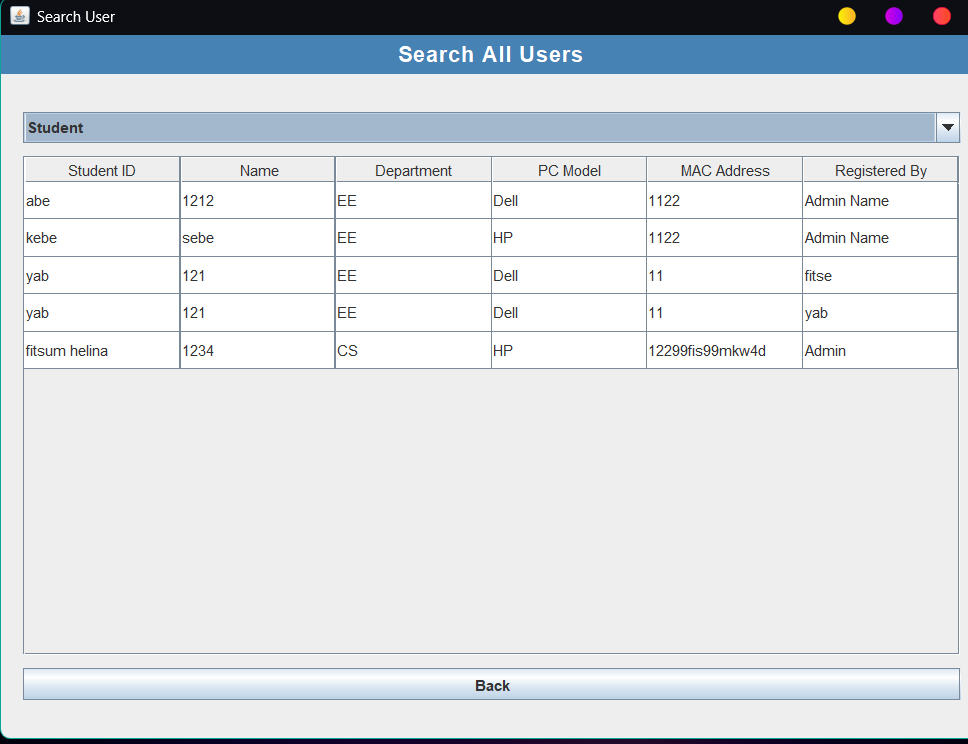 Search User
Search All Users
Student
Student ID Name Department PC Model MAC Address Registered By
abe 1212 EE Dell 1122 Admin Name
kebe sebe EE HP 1122 Admin Name
yab 121 EE Dell 11 fitse
yab 121 EE Dell 11 yab
fitsum helina 1234 CS HP 12299fis99mkw4d Admin
Back